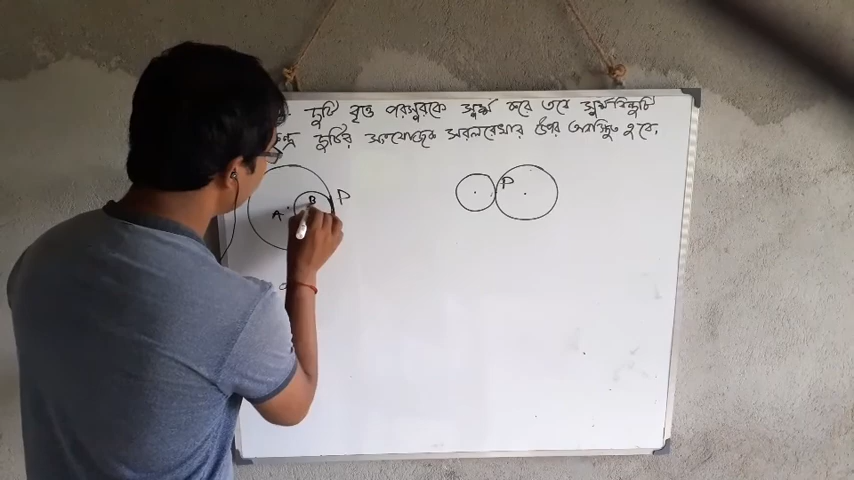 দুটি বৃত্ত পরস্পরকে স্পর্শ করে তবে স্পর্শবিন্দুটি
কেন্দ্র দুটির সংযোজক সরলরেখার উপর অবস্থিত হবে.
A B P
P